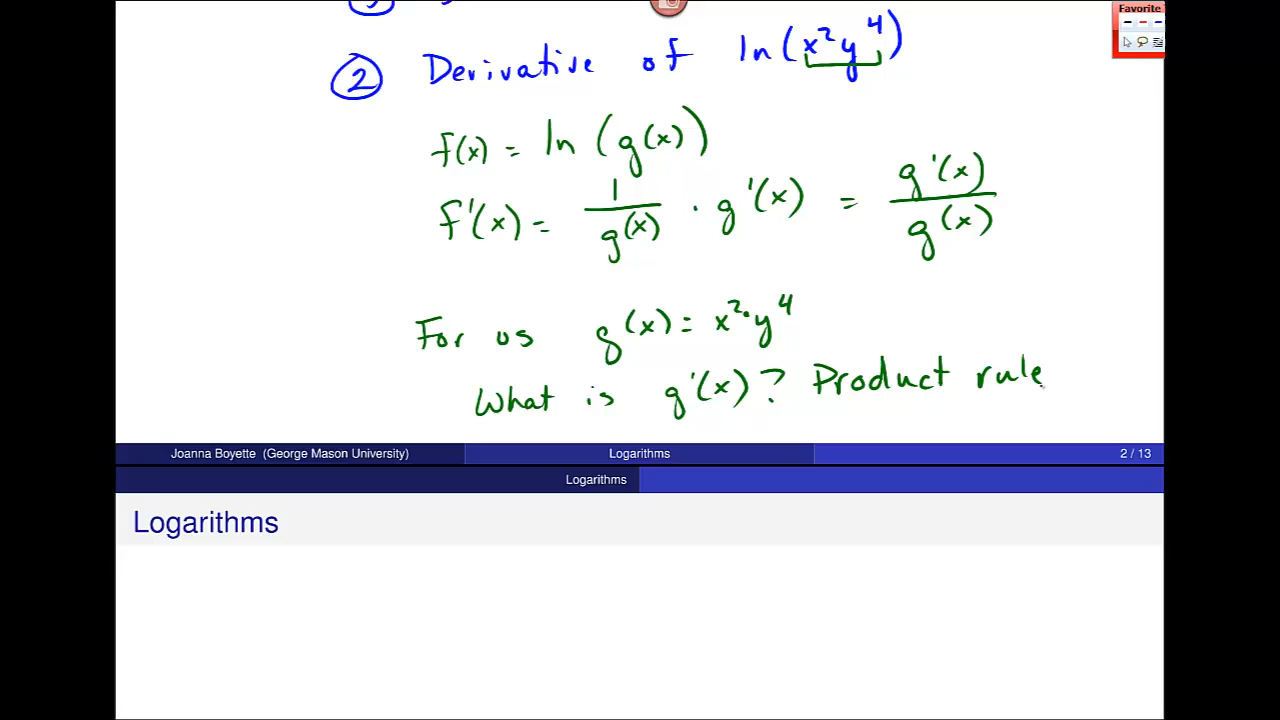 Favorite
② Derivative of ln(x²y⁴)
f(x) = ln (g(x))
f'(x) = 1/g(x) · g'(x) = g'(x)/g(x)
For us g(x) = x²·y⁴
What is g'(x)? Product rule
Joanna Boyette (George Mason University) Logarithms 2 / 13
Logarithms
Logarithms